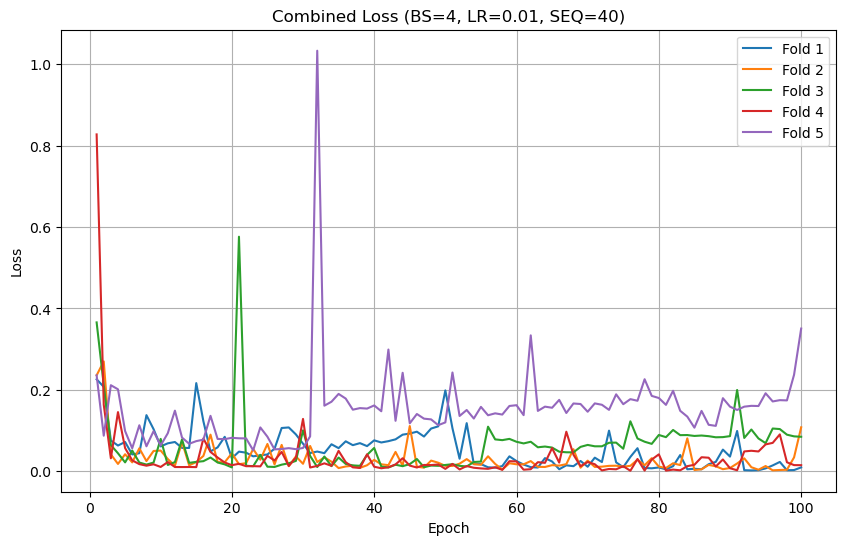 Combined Loss (BS=4, LR=0.01, SEQ=40)
Fold 1
Fold 2
Fold 3
Fold 4
Fold 5
1.0
0.8
0.6
0.4
0.2
0.0
Loss
0 20 40 60 80 100
Epoch